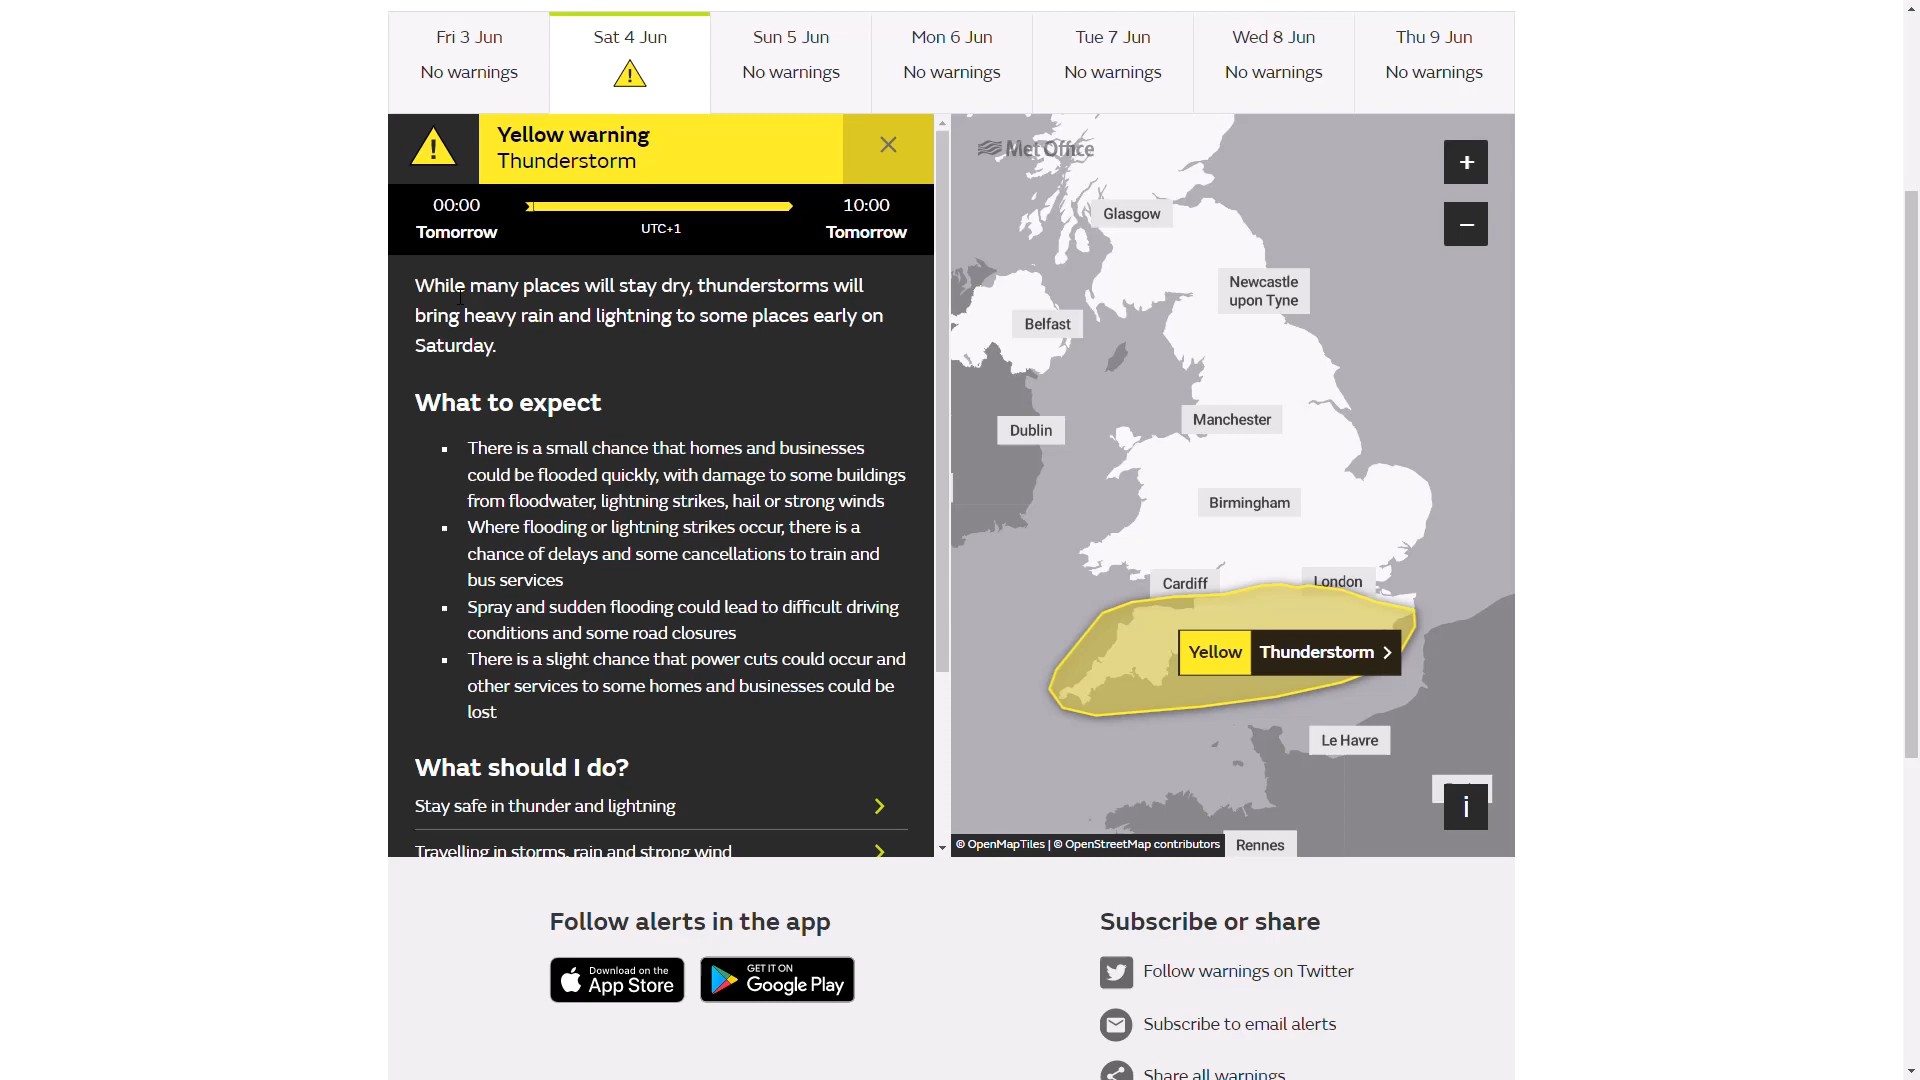 Fri 3 Jun
No warnings
Sat 4 Jun
Sun 5 Jun
No warnings
Mon 6 Jun
No warnings
Tue 7 Jun
No warnings
Wed 8 Jun
No warnings
Thu 9 Jun
No warnings
Yellow warning
Thunderstorm
00:00
Tomorrow
UTC+1
10:00
Tomorrow
While many places will stay dry, thunderstorms will
bring heavy rain and lightning to some places early on
Saturday.
What to expect
There is a small chance that homes and businesses
could be flooded quickly, with damage to some buildings
from floodwater, lightning strikes, hail or strong winds
Where flooding or lightning strikes occur, there is a
chance of delays and some cancellations to train and
bus services
Spray and sudden flooding could lead to difficult driving
conditions and some road closures
There is a slight chance that power cuts could occur and
other services to some homes and businesses could be
lost
What should I do?
Stay safe in thunder and lightning
Travelling in storms, rain and strong wind
Met Office
Glasgow
Newcastle
upon Tyne
Belfast
Manchester
Dublin
Birmingham
Cardiff
London
Yellow Thunderstorm
Le Havre
i
© OpenMapTiles | © OpenStreetMap contributors
Rennes
Follow alerts in the app
Download on the
App Store
GET IT ON
Google Play
Subscribe or share
Follow warnings on Twitter
Subscribe to email alerts
Share all warnings